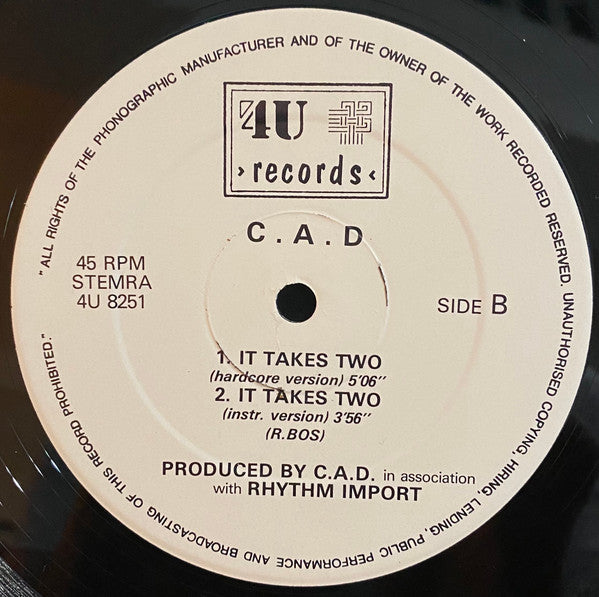 "ALL RIGHTS OF THE PHONOGRAPHIC MANUFACTURER AND OF THE OWNER OF THE WORK RECORDED RESERVED. UNAUTHORISED COPYING, HIRING, LENDING, PUBLIC PERFORMANCE AND BROADCASTING OF THIS RECORD PROHIBITED."
4U
›records‹
C.A.D
45 RPM
STEMRA
4U 8251
SIDE B
1. IT TAKES TWO
(hardcore version) 5'06"
2. IT TAKES TWO
(instr. version) 3'56"
(R.BOS)
PRODUCED BY C.A.D. in association
with RHYTHM IMPORT